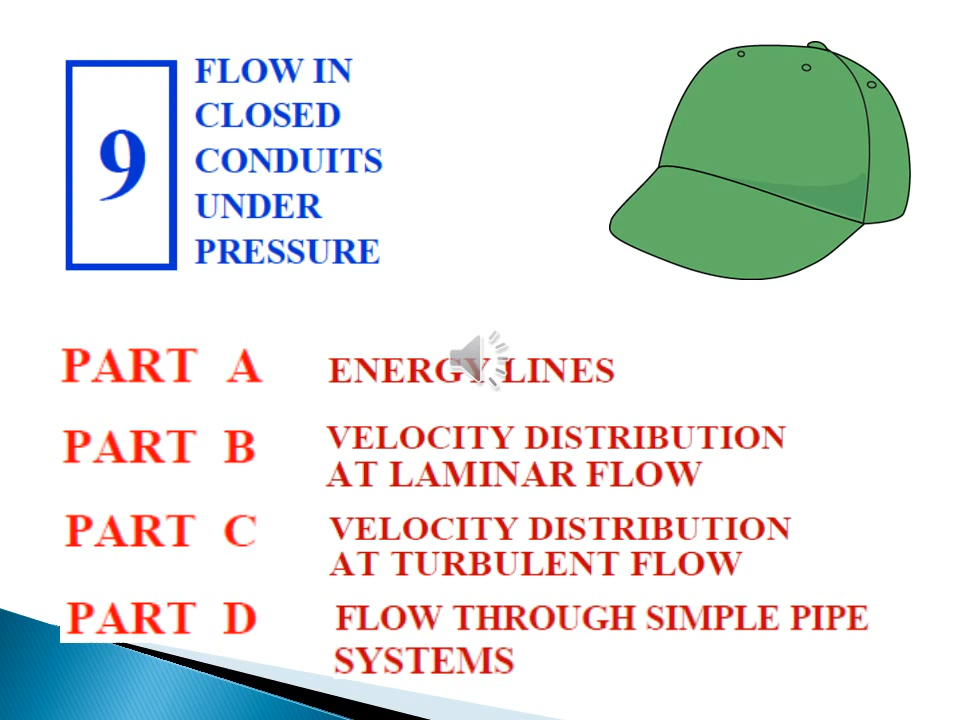 9
FLOW IN
CLOSED
CONDUITS
UNDER
PRESSURE
PART A
ENERGY LINES
PART B
VELOCITY DISTRIBUTION
AT LAMINAR FLOW
PART C
VELOCITY DISTRIBUTION
AT TURBULENT FLOW
PART D
FLOW THROUGH SIMPLE PIPE
SYSTEMS